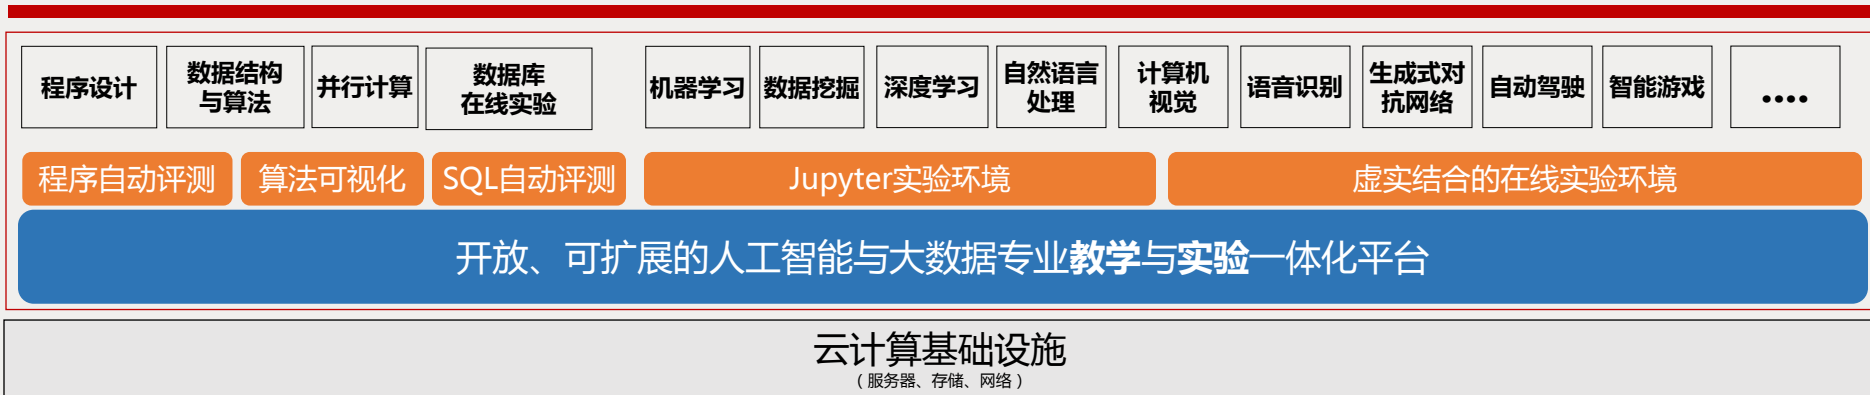 程序设计
数据结构
与算法
并行计算
数据库
在线实验
机器学习
数据挖掘
深度学习
自然语言
处理
计算机
视觉
语音识别
生成式对
抗网络
自动驾驶
智能游戏
....
程序自动评测
算法可视化
SQL自动评测
Jupyter实验环境
虚实结合的在线实验环境
开放、可扩展的人工智能与大数据专业教学与实验一体化平台
云计算基础设施
(服务器、存储、网络)